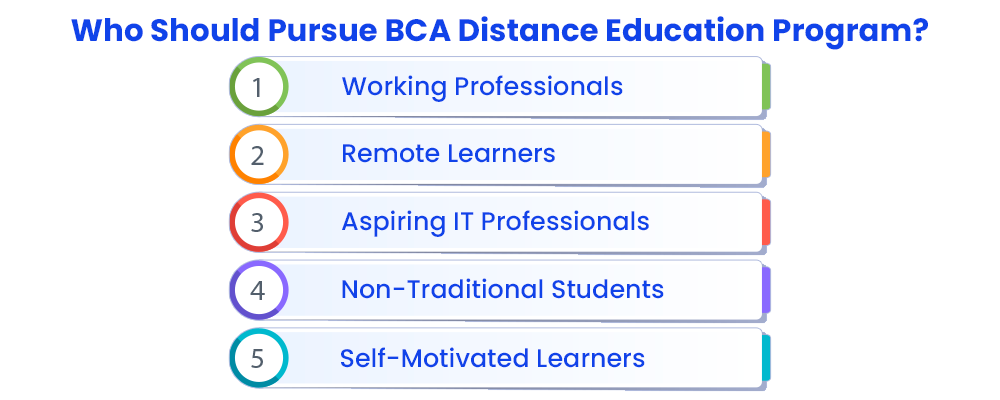 Who Should Pursue BCA Distance Education Program?
1 Working Professionals
2 Remote Learners
3 Aspiring IT Professionals
4 Non-Traditional Students
5 Self-Motivated Learners